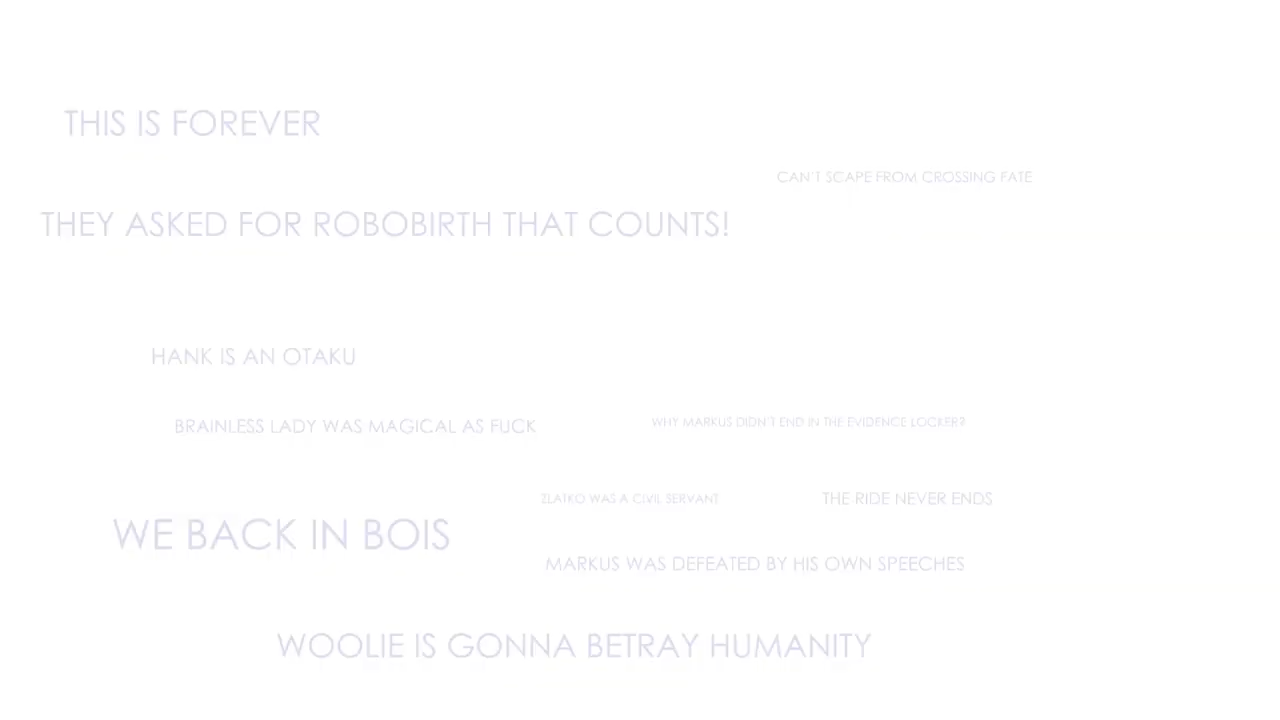 THIS IS FOREVER
CAN'T SCAPE FROM CROSSING FATE
THEY ASKED FOR ROBOBIRTH THAT COUNTS!
HANK IS AN OTAKU
BRAINLESS LADY WAS MAGICAL AS FUCK
WHY MARKUS DIDN'T END IN THE EVIDENCE LOCKER?
ZLATKO WAS A CIVIL SERVANT
THE RIDE NEVER ENDS
WE BACK IN BOIS
MARKUS WAS DEFEATED BY HIS OWN SPEECHES
WOOLIE IS GONNA BETRAY HUMANITY